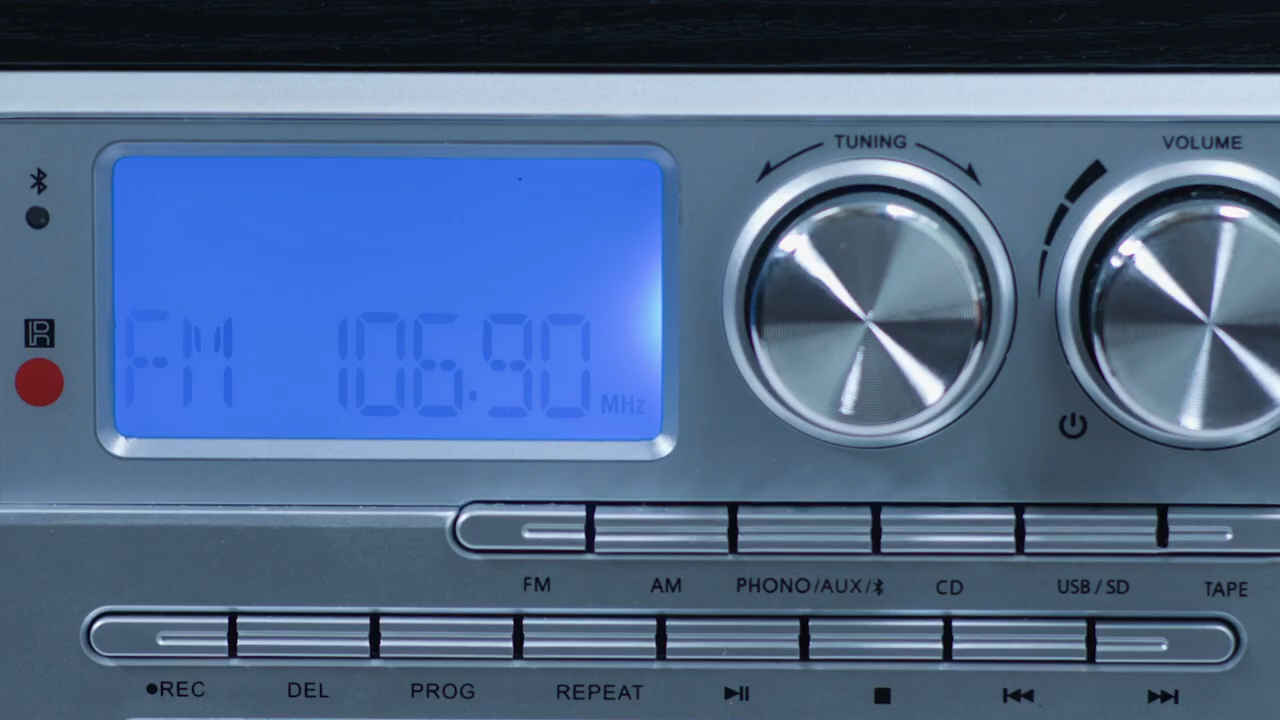 TUNING
VOLUME
FM 106.90 MHz
FM AM PHONO/AUX/ CD USB/SD TAPE
●REC DEL PROG REPEAT